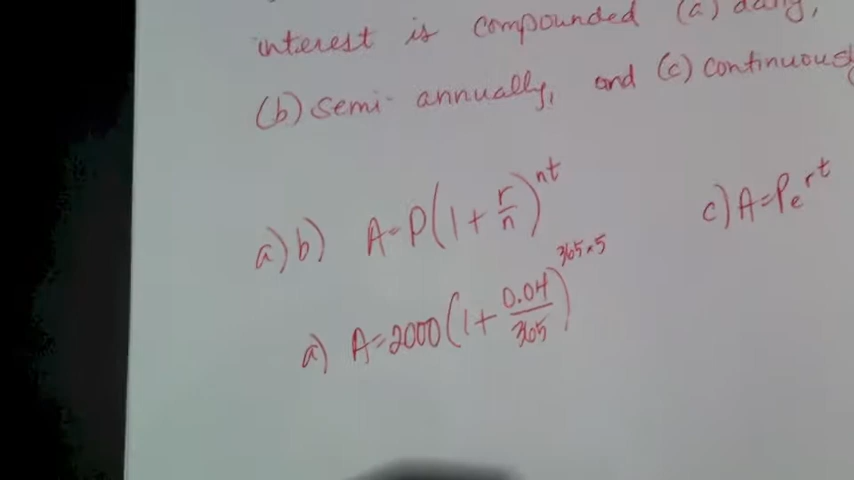 interest is compounded (a) daily,
(b) semi-annually, and (c) continuously
a) b) A=P(1+r/n)^nt
c) A=Pe^rt
a) A=2000(1+0.04/365)^365×5